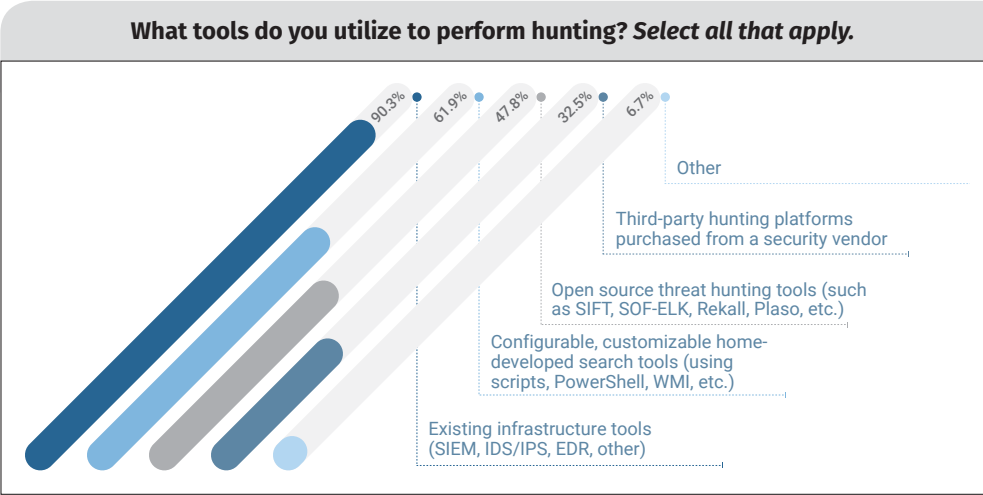 What tools do you utilize to perform hunting? Select all that apply.
90.3%
61.9%
47.8%
32.5%
6.7%
Other
Third-party hunting platforms
purchased from a security vendor
Open source threat hunting tools (such
as SIFT, SOF-ELK, Rekall, Plaso, etc.)
Configurable, customizable home-
developed search tools (using
scripts, PowerShell, WMI, etc.)
Existing infrastructure tools
(SIEM, IDS/IPS, EDR, other)